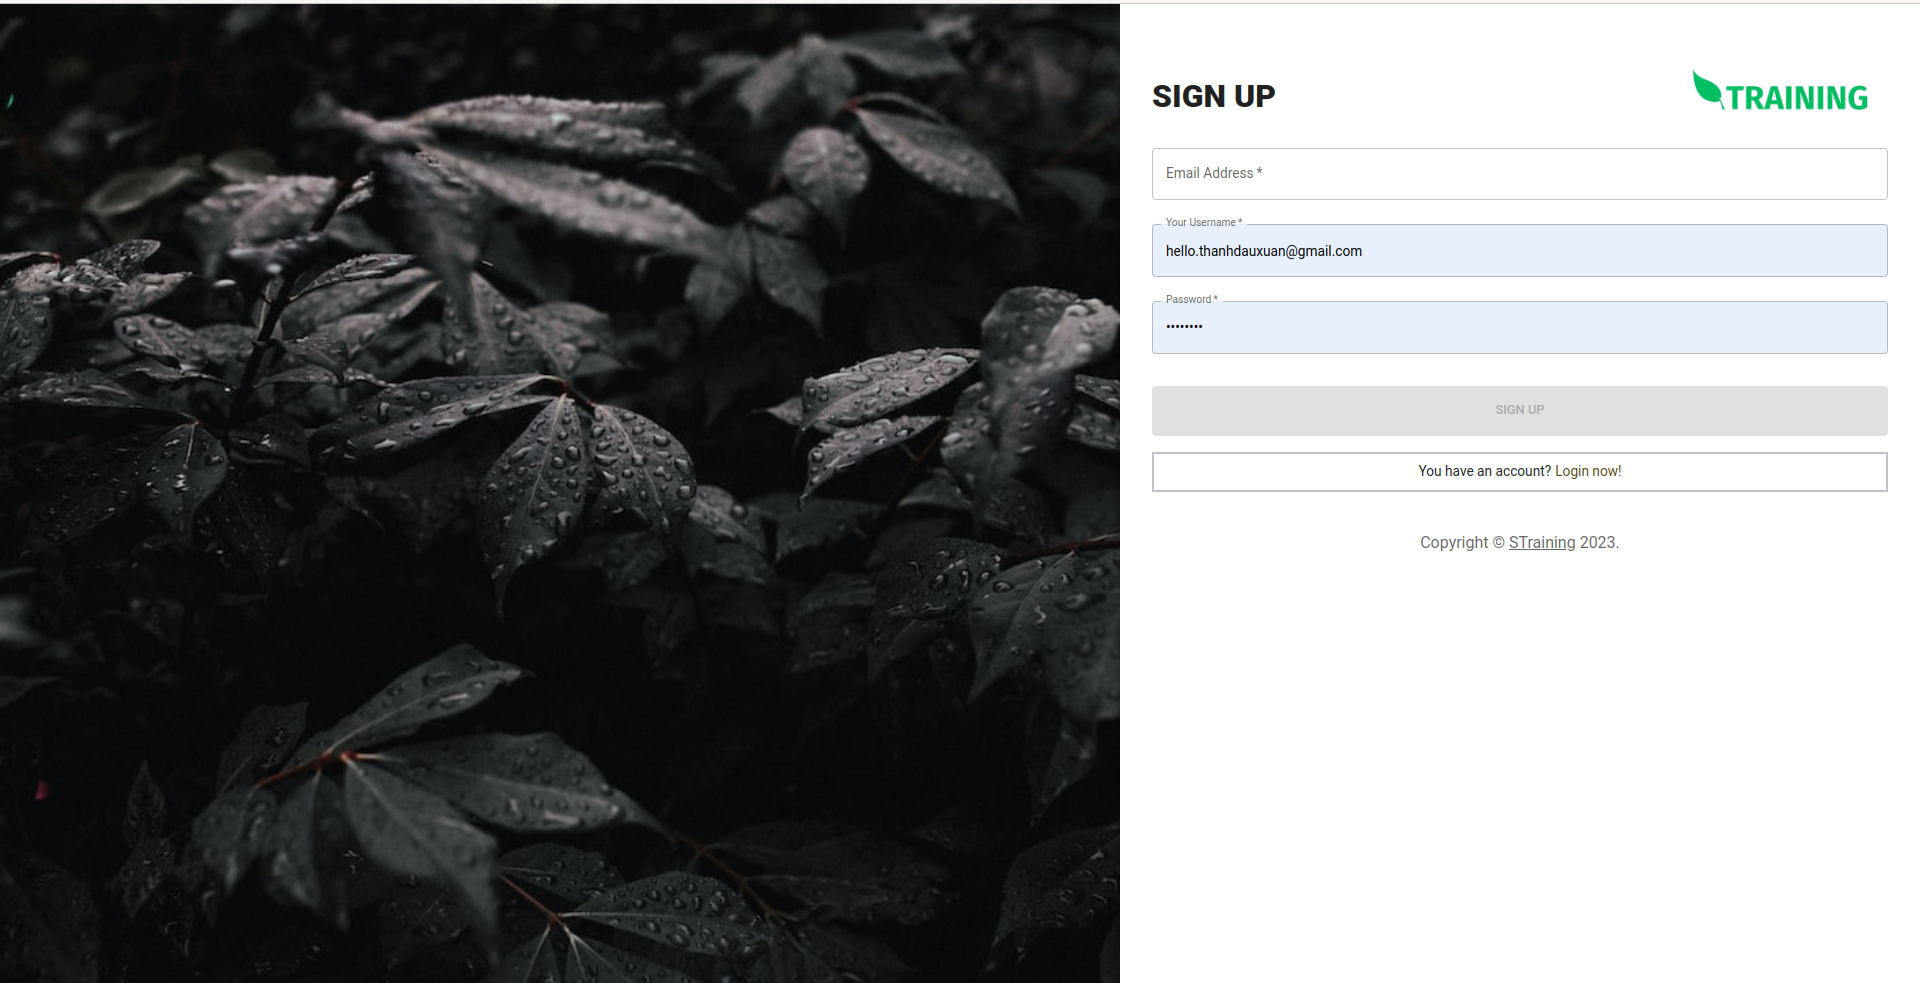 SIGN UP
TRAINING
Email Address *
Your Username *
hello.thanhdauxuan@gmail.com
Password *
••••••••
SIGN UP
You have an account? Login now!
Copyright © STraining 2023.